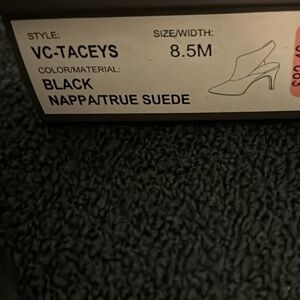 STYLE: SIZE/WIDTH:
VC-TACEYS 8.5M
COLOR/MATERIAL:
BLACK
NAPPA/TRUE SUEDE